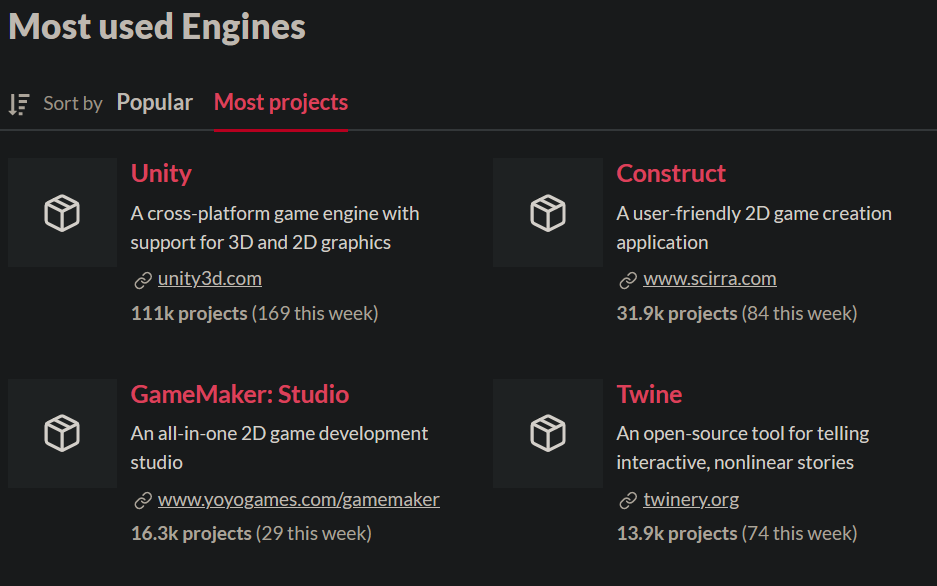 Most used Engines
Sort by Popular Most projects
Unity
A cross-platform game engine with
support for 3D and 2D graphics
unity3d.com
111k projects (169 this week)
Construct
A user-friendly 2D game creation
application
www.scirra.com
31.9k projects (84 this week)
GameMaker: Studio
An all-in-one 2D game development
studio
www.yoyogames.com/gamemaker
16.3k projects (29 this week)
Twine
An open-source tool for telling
interactive, nonlinear stories
twinery.org
13.9k projects (74 this week)